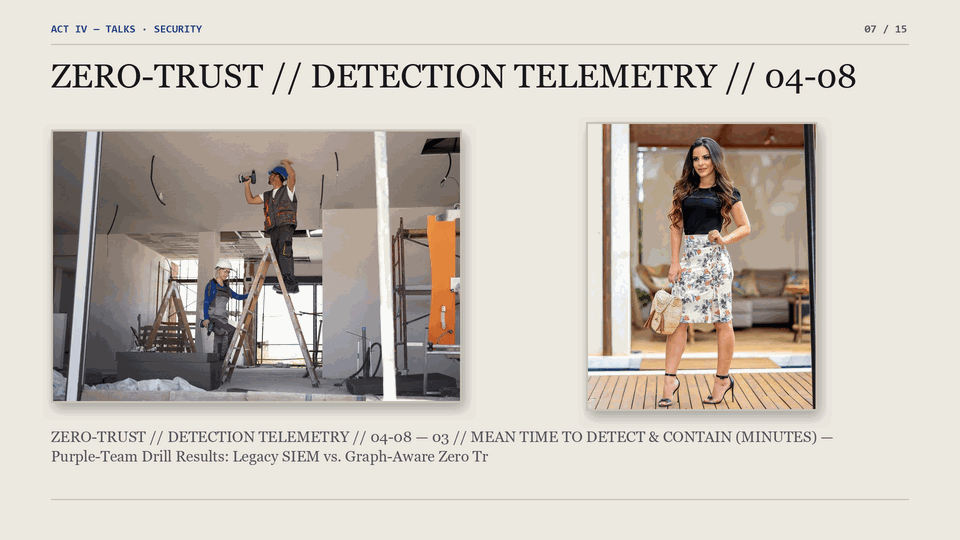 ACT IV — TALKS · SECURITY
07 / 15
ZERO-TRUST // DETECTION TELEMETRY // 04-08
ZERO-TRUST // DETECTION TELEMETRY // 04-08 — 03 // MEAN TIME TO DETECT & CONTAIN (MINUTES) —
Purple-Team Drill Results: Legacy SIEM vs. Graph-Aware Zero Tr